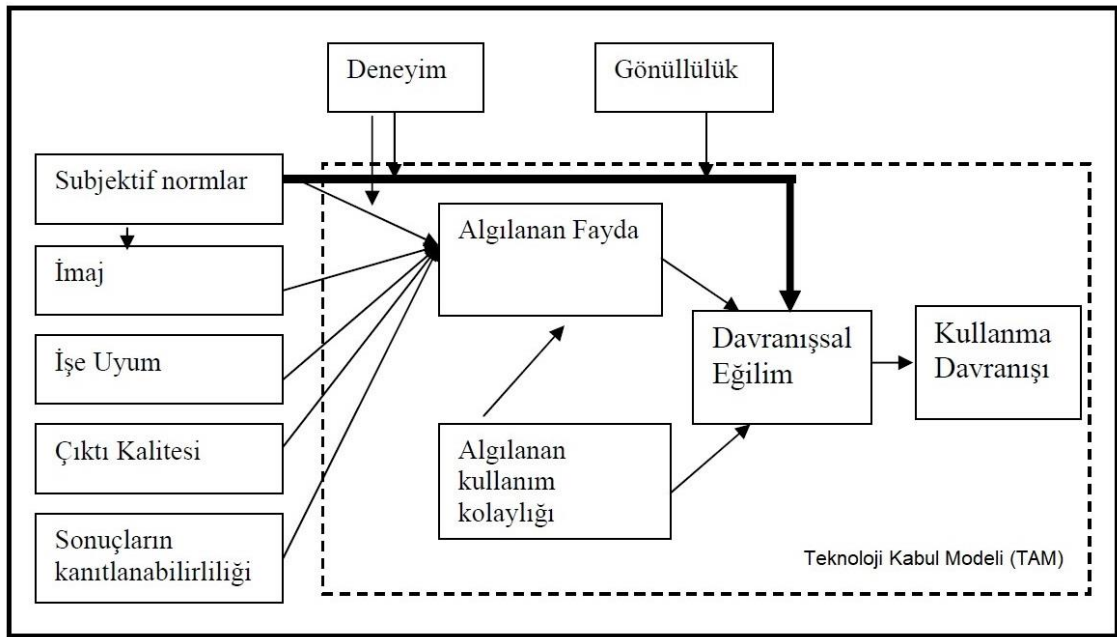 Deneyim
Gönüllülük
Subjektif normlar
Algılanan Fayda
İmaj
İşe Uyum
Davranışsal
Eğilim
Kullanma
Davranışı
Çıktı Kalitesi
Algılanan
kullanım
kolaylığı
Sonuçların
kanıtlanabilirliliği
Teknoloji Kabul Modeli (TAM)